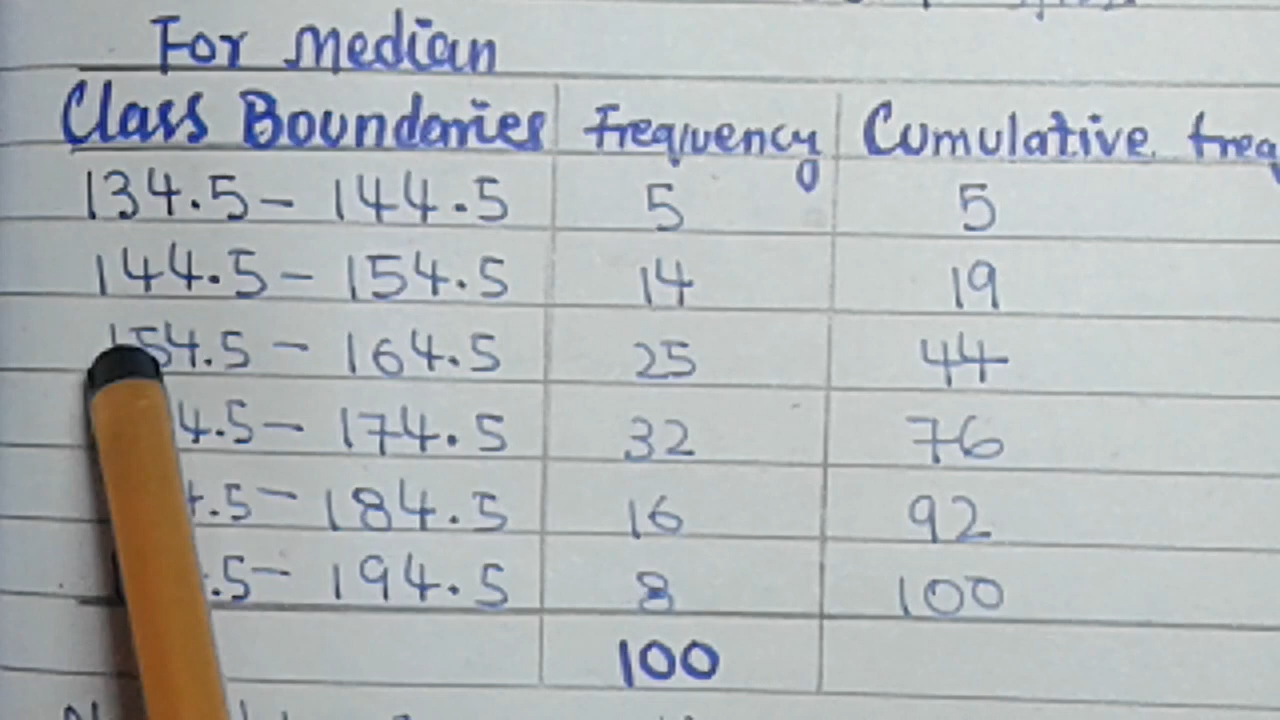 For Median
Class Boundaries Frequency Cumulative freq
134.5 - 144.5 5 5
144.5 - 154.5 14 19
154.5 - 164.5 25 44
4.5 - 174.5 32 76
.5 - 184.5 16 92
.5 - 194.5 8 100
100